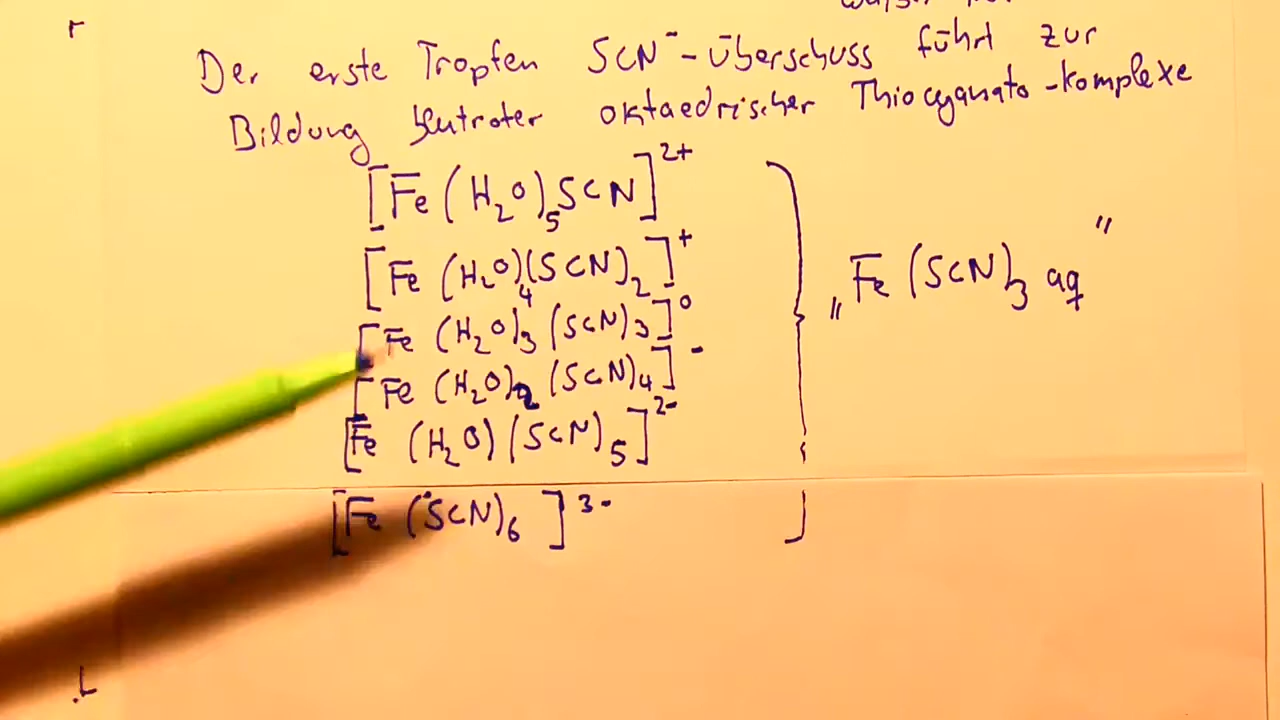 Der erste Tropfen SCN⁻-Überschuss führt zur
Bildung blutroter oktaedrischer Thiocyanato-komplexe
[Fe (H₂O)₅SCN]²⁺
[Fe (H₂O)₄(SCN)₂]⁺
[Fe (H₂O)₃ (SCN)₃]⁰
[Fe (H₂O)₂ (SCN)₄]⁻
[Fe (H₂O) (SCN)₅]²⁻
[Fe (SCN)₆ ]³⁻
„Fe (SCN)₃ aq"